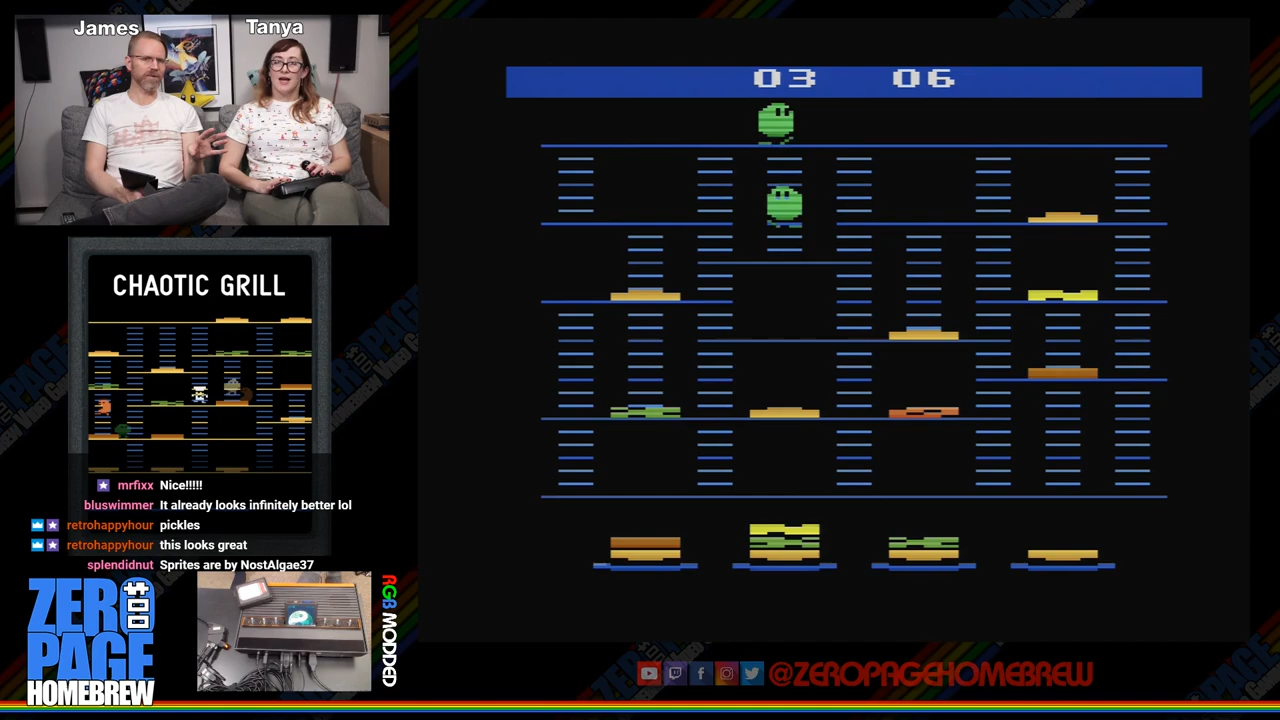 James
Tanya
03 06
CHAOTIC GRILL
mrfixx Nice!!!!!
bluswimmer It already looks infinitely better lol
retrohappyhour pickles
retrohappyhour this looks great
splendidnut Sprites are by NostAlgae37
ZERO
PAGE
HOMEBREW
RGB MODDED
@ZEROPAGEHOMEBREW